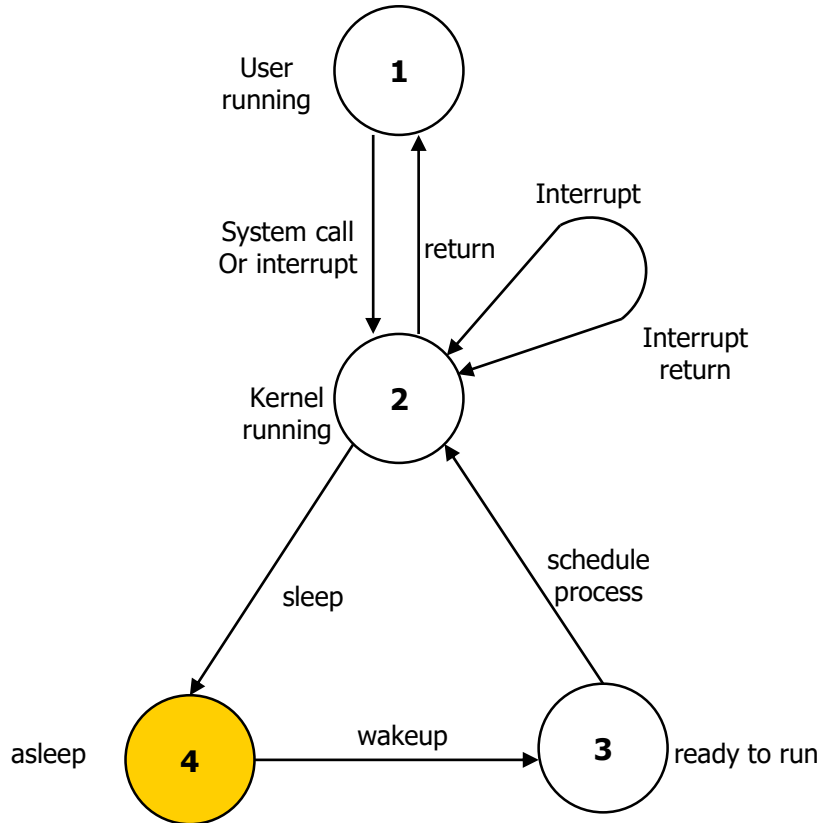 1
User
running
Interrupt
System call
Or interrupt
return
Interrupt
return
2
Kernel
running
schedule
process
sleep
wakeup
asleep
4
3
ready to run